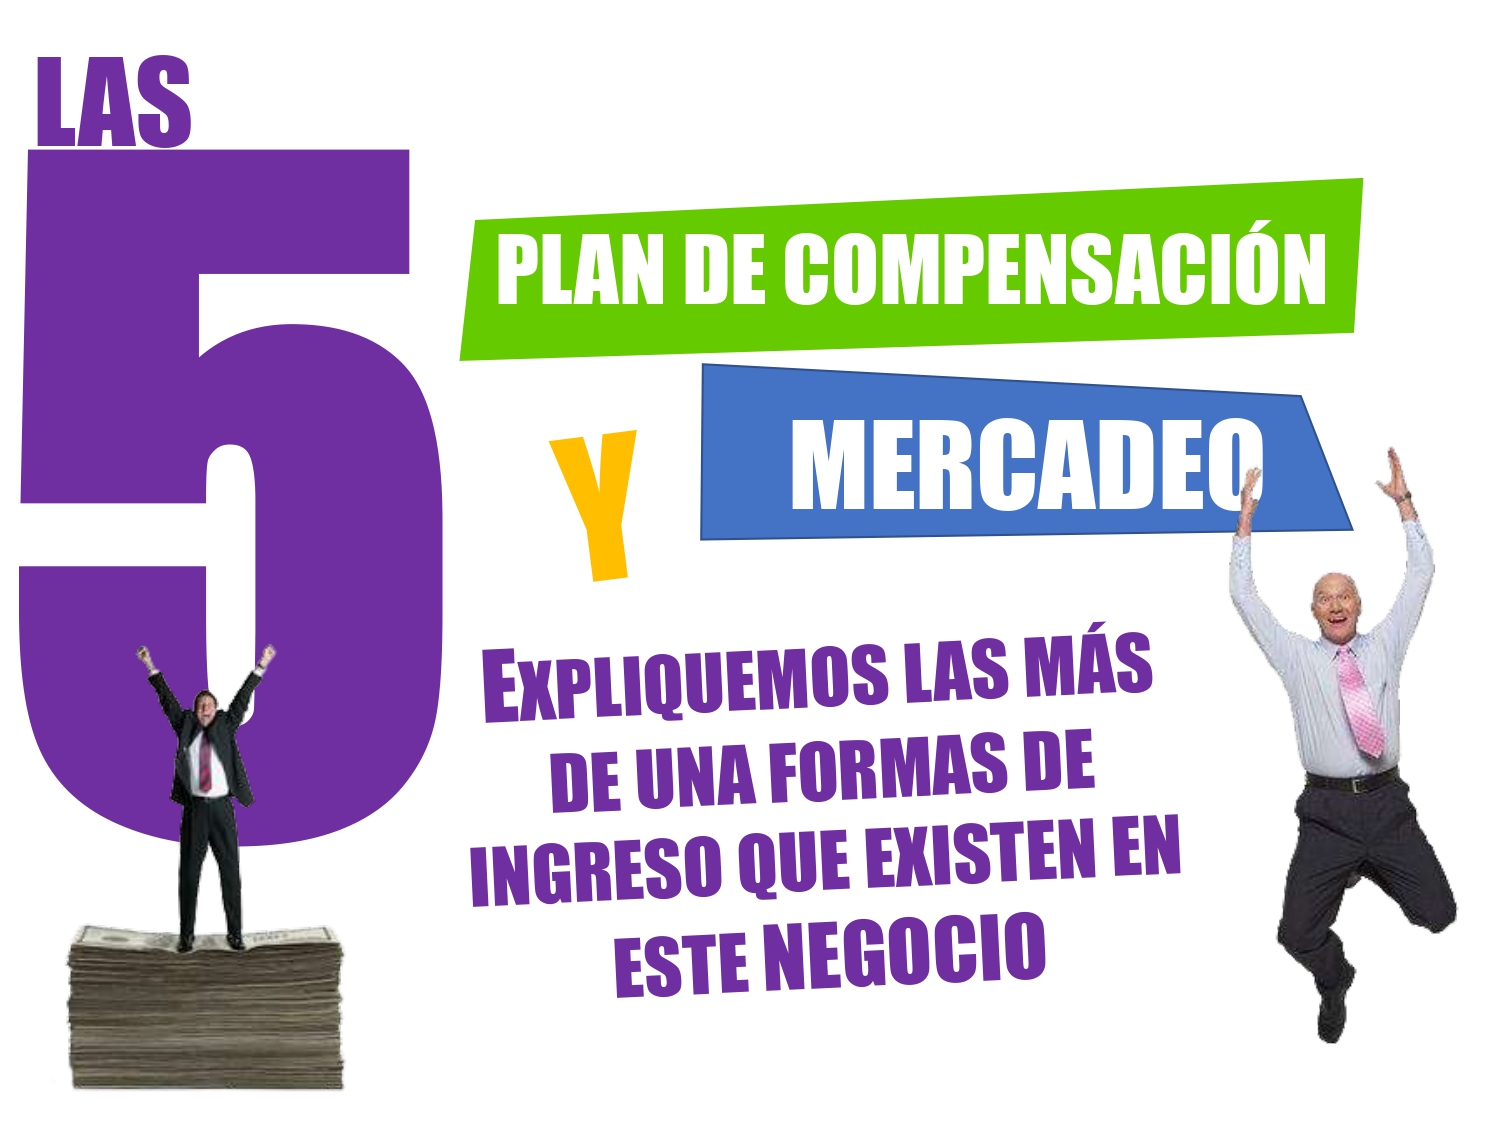 LAS
5
PLAN DE COMPENSACIÓN
Y
MERCADEO
EXPLIQUEMOS LAS MÁS
DE UNA FORMAS DE
INGRESO QUE EXISTEN EN
ESTE NEGOCIO